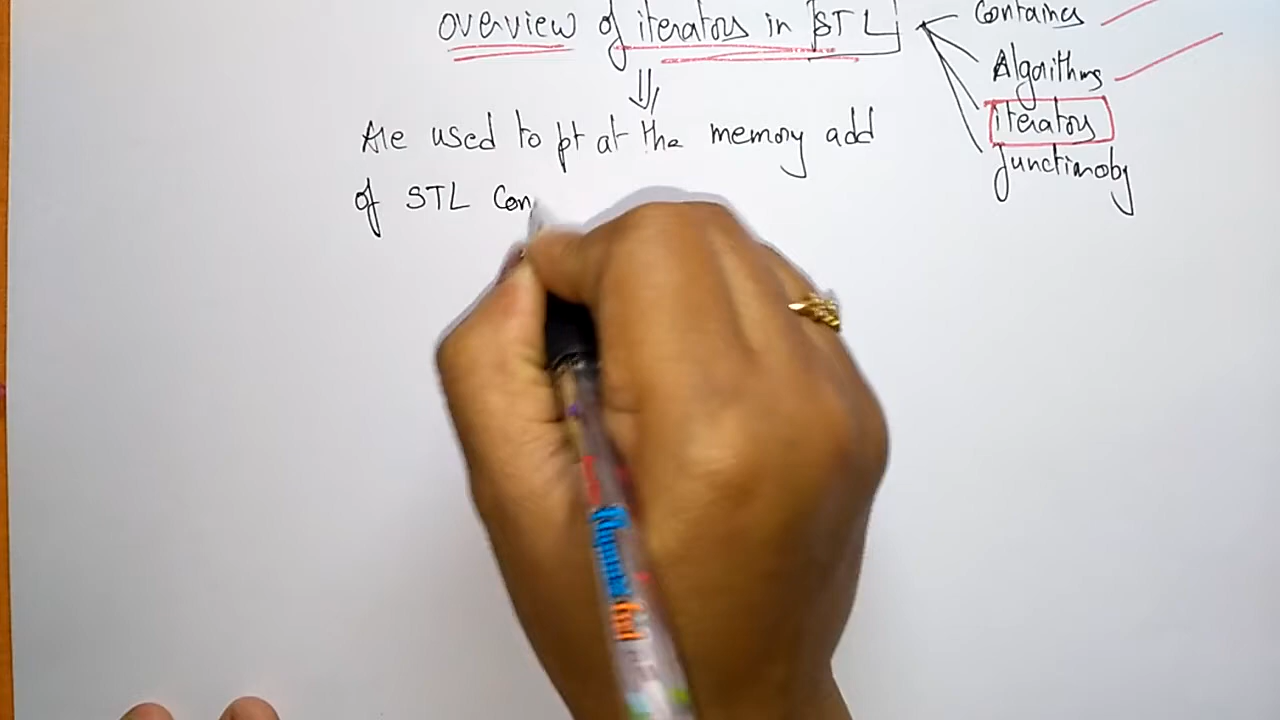 overview of iterators in STL
Containers
Algorithms
iterators
Are used to pt at the memory add
of STL Con